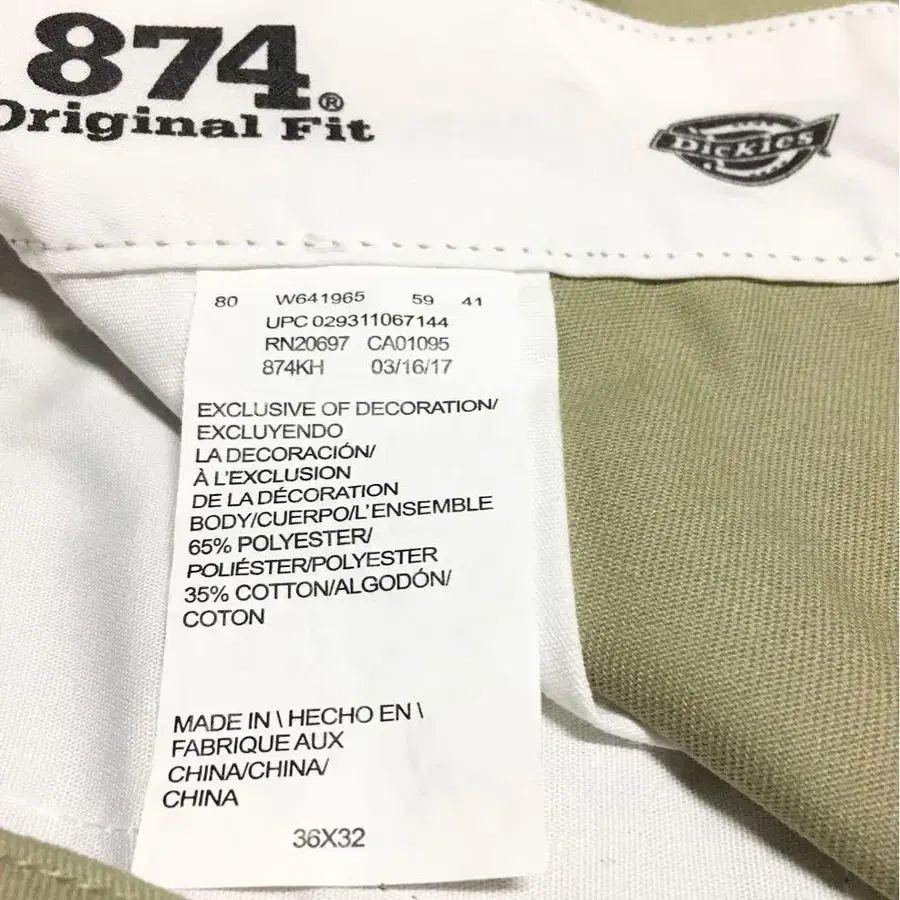 874®
Original Fit
Dickies
80 W641965 59 41
UPC 029311067144
RN20697 CA01095
874KH 03/16/17
EXCLUSIVE OF DECORATION/
EXCLUYENDO
LA DECORACIÓN/
À L'EXCLUSION
DE LA DÉCORATION
BODY/CUERPO/L'ENSEMBLE
65% POLYESTER/
POLIÉSTER/POLYESTER
35% COTTON/ALGODÓN/
COTON
MADE IN \ HECHO EN \
FABRIQUE AUX
CHINA/CHINA/
CHINA
36X32